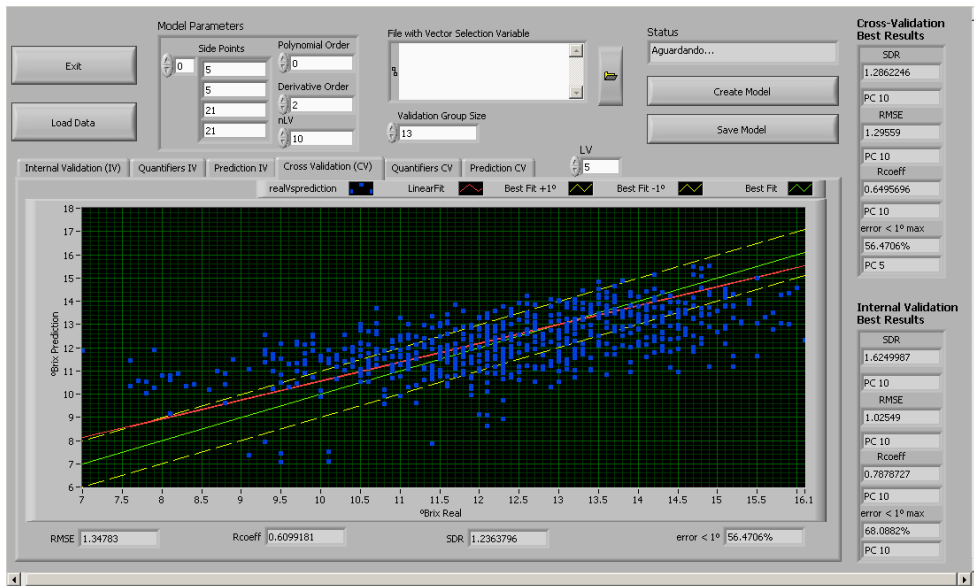 Model Parameters
Exit
Load Data
0
Side Points
5
5
21
21
Polynomial Order
0
Derivative Order
2
nLV
10
File with Vector Selection Variable
Validation Group Size
13
Status
Aguardando...
Create Model
Save Model
LV
5
Internal Validation (IV)
Quantifiers IV
Prediction IV
Cross Validation (CV)
Quantifiers CV
Prediction CV
realVsprediction
LinearFit
Best Fit +1º
Best Fit -1º
Best Fit
ºBrix Prediction
18
17
16
15
14
13
12
11
10
9
8
7
6
7 7.5 8 8.5 9 9.5 10 10.5 11 11.5 12 12.5 13 13.5 14 14.5 15 15.5 16.1
ºBrix Real
RMSE 1.34783
Rcoeff 0.6099181
SDR 1.2363796
error < 1º 56.4706%
Cross-Validation
Best Results
SDR
1.2862246
PC 10
RMSE
1.29559
PC 10
Rcoeff
0.6495696
PC 10
error < 1º max
56.4706%
PC 5
Internal Validation
Best Results
SDR
1.6249987
PC 10
RMSE
1.02549
PC 10
Rcoeff
0.7878727
PC 10
error < 1º max
68.0882%
PC 10